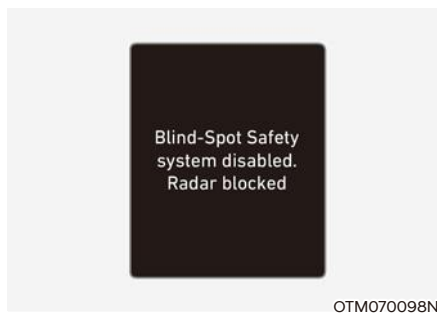 Blind-Spot Safety
system disabled.
Radar blocked
OTM070098N